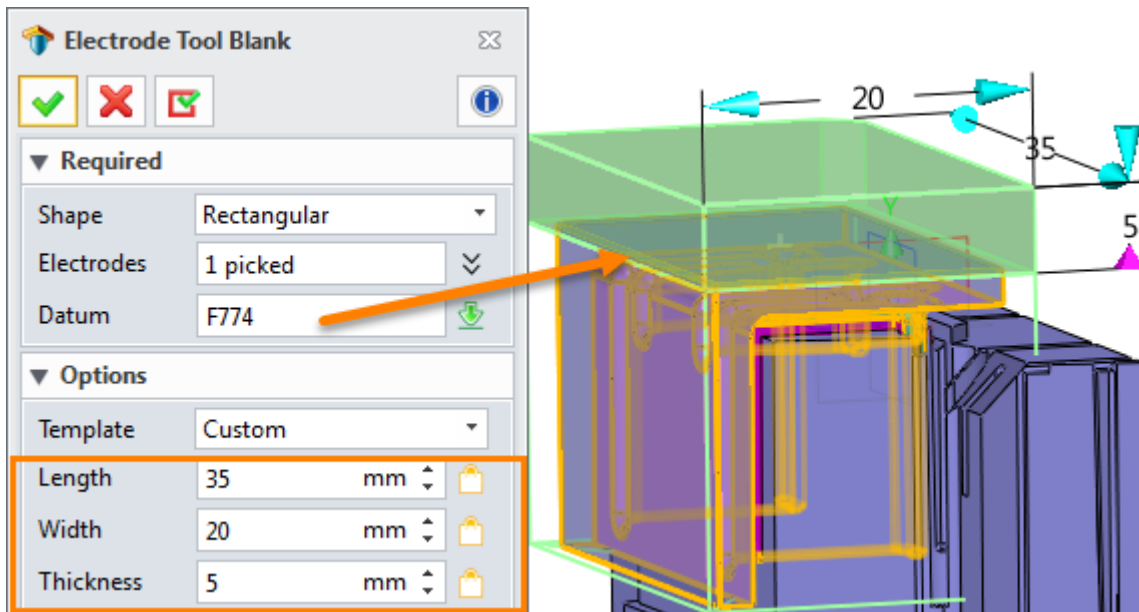 Electrode Tool Blank
Required
Shape Rectangular
Electrodes 1 picked
Datum F774
Options
Template Custom
Length 35 mm
Width 20 mm
Thickness 5 mm
20
35
Y
5